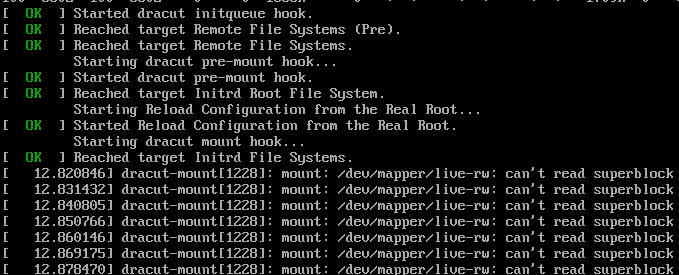 [  OK  ] Started dracut initqueue hook.
[  OK  ] Reached target Remote File Systems (Pre).
[  OK  ] Reached target Remote File Systems.
         Starting dracut pre-mount hook...
[  OK  ] Started dracut pre-mount hook.
[  OK  ] Reached target Initrd Root File System.
         Starting Reload Configuration from the Real Root...
[  OK  ] Started Reload Configuration from the Real Root.
         Starting dracut mount hook...
[  OK  ] Reached target Initrd File Systems.
[   12.820846] dracut-mount[1228]: mount: /dev/mapper/live-rw: can't read superblock
[   12.831432] dracut-mount[1228]: mount: /dev/mapper/live-rw: can't read superblock
[   12.840805] dracut-mount[1228]: mount: /dev/mapper/live-rw: can't read superblock
[   12.850766] dracut-mount[1228]: mount: /dev/mapper/live-rw: can't read superblock
[   12.860146] dracut-mount[1228]: mount: /dev/mapper/live-rw: can't read superblock
[   12.869175] dracut-mount[1228]: mount: /dev/mapper/live-rw: can't read superblock
[   12.878470] dracut-mount[1228]: mount: /dev/mapper/live-rw: can't read superblock